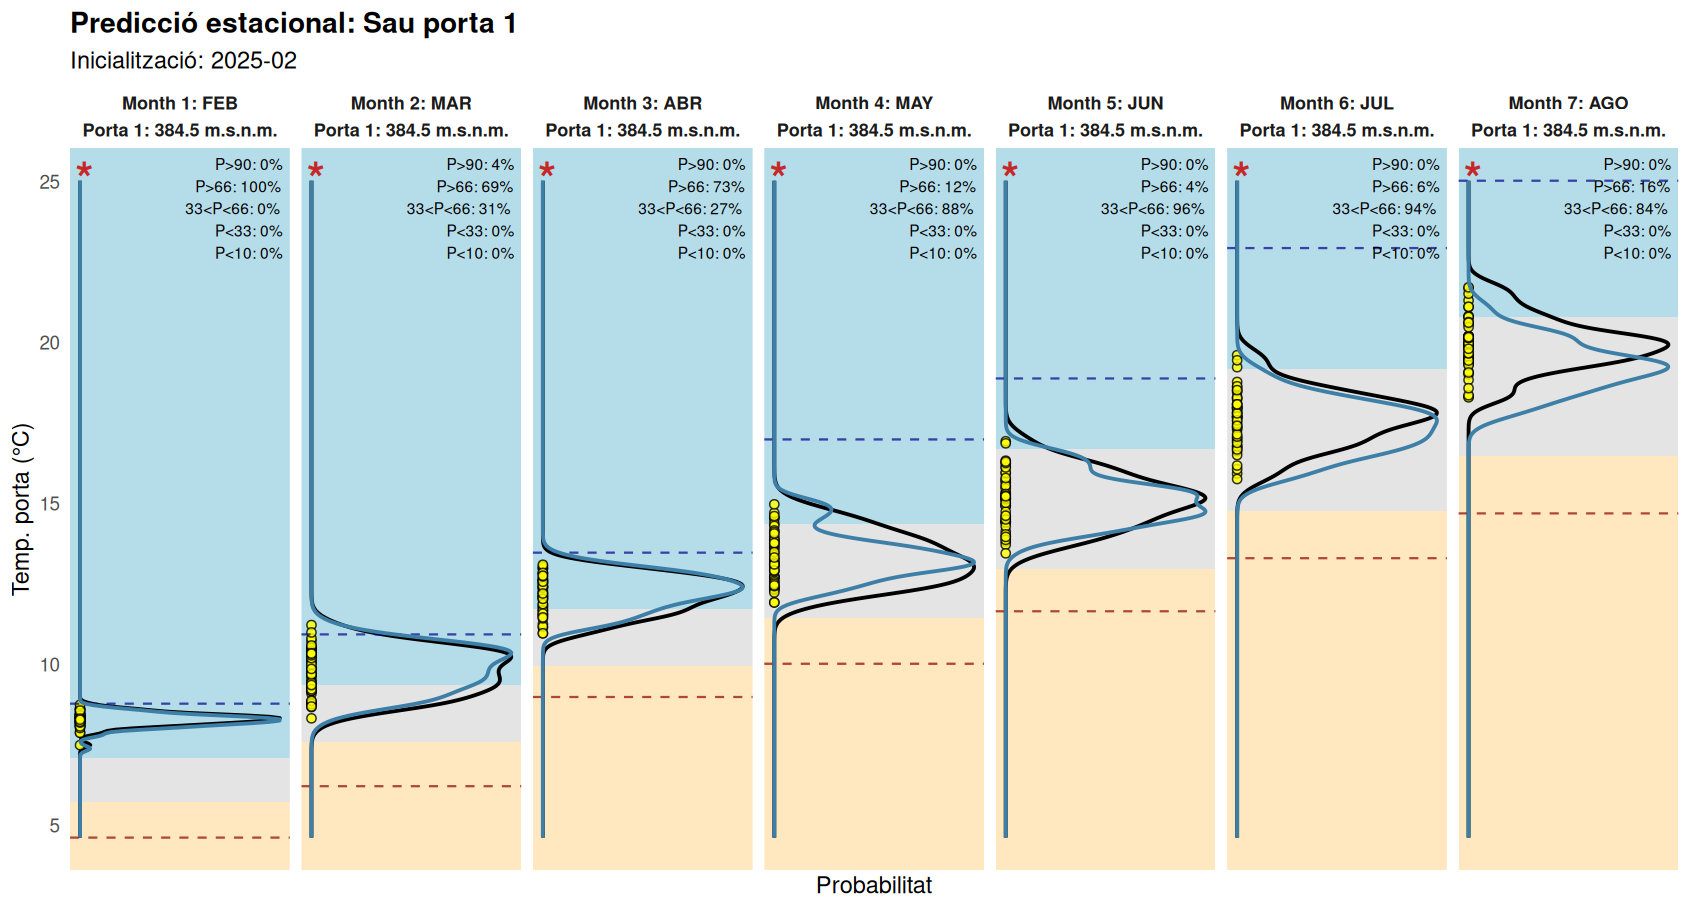 Predicció estacional: Sau porta 1
Inicialització: 2025-02
Month 1: FEB
Porta 1: 384.5 m.s.n.m.
Month 2: MAR
Porta 1: 384.5 m.s.n.m.
Month 3: ABR
Porta 1: 384.5 m.s.n.m.
Month 4: MAY
Porta 1: 384.5 m.s.n.m.
Month 5: JUN
Porta 1: 384.5 m.s.n.m.
Month 6: JUL
Porta 1: 384.5 m.s.n.m.
Month 7: AGO
Porta 1: 384.5 m.s.n.m.
Temp. porta (°C)
25
20
15
10
5
*
P>90: 0%
P>66: 100%
33<P<66: 0%
P<33: 0%
P<10: 0%
*
P>90: 4%
P>66: 69%
33<P<66: 31%
P<33: 0%
P<10: 0%
*
P>90: 0%
P>66: 73%
33<P<66: 27%
P<33: 0%
P<10: 0%
*
P>90: 0%
P>66: 12%
33<P<66: 88%
P<33: 0%
P<10: 0%
*
P>90: 0%
P>66: 4%
33<P<66: 96%
P<33: 0%
P<10: 0%
*
P>90: 0%
P>66: 6%
33<P<66: 94%
P<33: 0%
P<10: 0%
*
P>90: 0%
P>66: 16%
33<P<66: 84%
P<33: 0%
P<10: 0%
Probabilitat